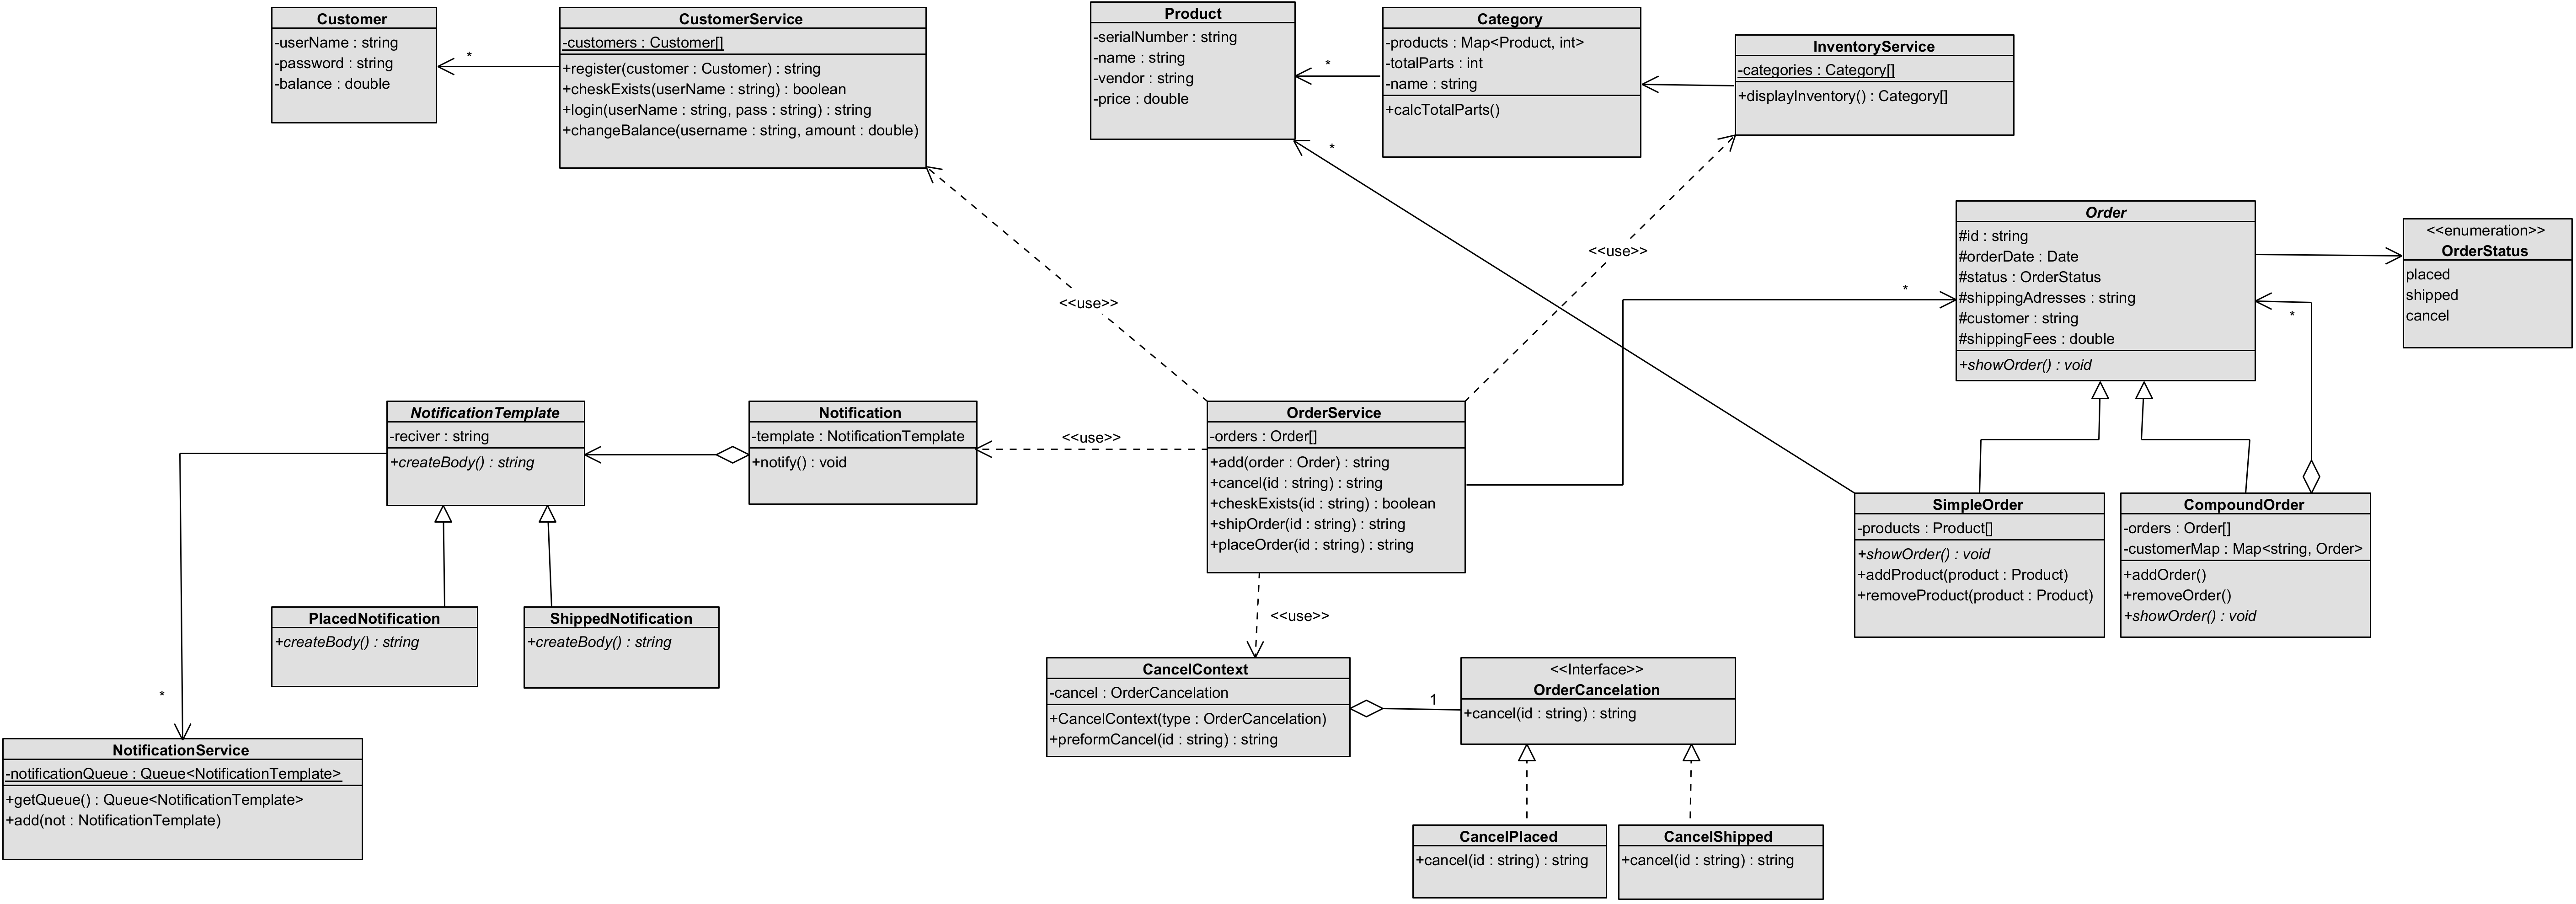 Customer
-userName : string
-password : string
-balance : double
*
CustomerService
-customers : Customer[]
+register(customer : Customer) : string
+cheskExists(userName : string) : boolean
+login(userName : string, pass : string) : string
+changeBalance(username : string, amount : double)
Product
-serialNumber : string
-name : string
-vendor : string
-price : double
*
*
Category
-products : Map<Product, int>
-totalParts : int
-name : string
+calcTotalParts()
InventoryService
-categories : Category[]
+displayInventory() : Category[]
<<use>>
<<use>>
Order
#id : string
#orderDate : Date
#status : OrderStatus
#shippingAdresses : string
#customer : string
#shippingFees : double
+showOrder() : void
*
*
<<enumeration>>
OrderStatus
placed
shipped
cancel
NotificationTemplate
-reciver : string
+createBody() : string
Notification
-template : NotificationTemplate
+notify() : void
<<use>>
OrderService
-orders : Order[]
+add(order : Order) : string
+cancel(id : string) : string
+cheskExists(id : string) : boolean
+shipOrder(id : string) : string
+placeOrder(id : string) : string
SimpleOrder
-products : Product[]
+showOrder() : void
+addProduct(product : Product)
+removeProduct(product : Product)
CompoundOrder
-orders : Order[]
-customerMap : Map<string, Order>
+addOrder()
+removeOrder()
+showOrder() : void
PlacedNotification
+createBody() : string
ShippedNotification
+createBody() : string
<<use>>
*
CancelContext
-cancel : OrderCancelation
+CancelContext(type : OrderCancelation)
+preformCancel(id : string) : string
1
<<Interface>>
OrderCancelation
+cancel(id : string) : string
NotificationService
-notificationQueue : Queue<NotificationTemplate>
+getQueue() : Queue<NotificationTemplate>
+add(not : NotificationTemplate)
CancelPlaced
+cancel(id : string) : string
CancelShipped
+cancel(id : string) : string